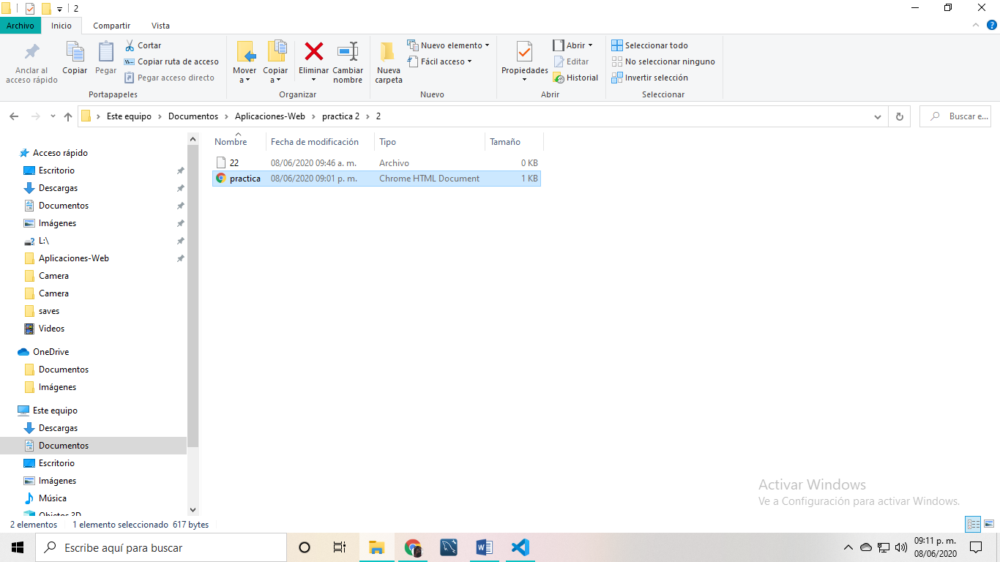 2
Archivo Inicio Compartir Vista
Anclar al acceso rápido
Copiar
Pegar
Cortar
Copiar ruta de acceso
Pegar acceso directo
Portapapeles
Mover a
Copiar a
Eliminar
Cambiar nombre
Organizar
Nueva carpeta
Nuevo elemento
Fácil acceso
Nuevo
Propiedades
Abrir
Editar
Historial
Abrir
Seleccionar todo
No seleccionar ninguno
Invertir selección
Seleccionar
Este equipo > Documentos > Aplicaciones-Web > practica 2 > 2
Buscar e...
Nombre Fecha de modificación Tipo Tamaño
22 08/06/2020 09:46 a. m. Archivo 0 KB
practica 08/06/2020 09:01 p. m. Chrome HTML Document 1 KB
Acceso rápido
Escritorio
Descargas
Documentos
Imágenes
L:\
Aplicaciones-Web
Camera
Camera
saves
Videos
OneDrive
Documentos
Imágenes
Este equipo
Descargas
Documentos
Escritorio
Imágenes
Música
Objetos 3D
Activar Windows
Ve a Configuración para activar Windows.
2 elementos 1 elemento seleccionado 617 bytes
Escribe aquí para buscar
09:11 p. m.
08/06/2020